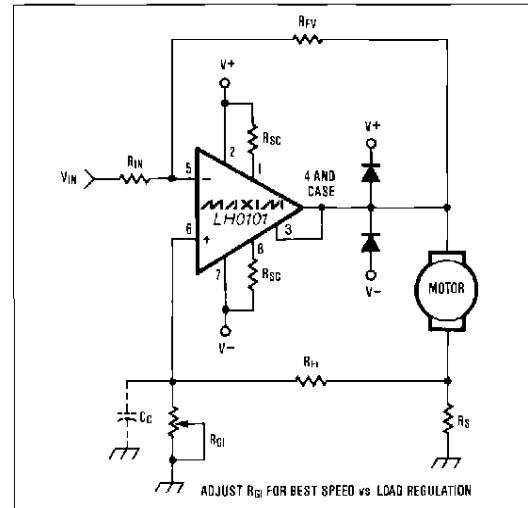 RFV
V+
RSC
V+
VIN
RIN
2
1
5
−
4 AND
CASE
MAXIM
LH0101
3
6
+
8
7
RSC
V−
V−
MOTOR
CC
RGI
RS
ADJUST RGI FOR BEST SPEED vs LOAD REGULATION